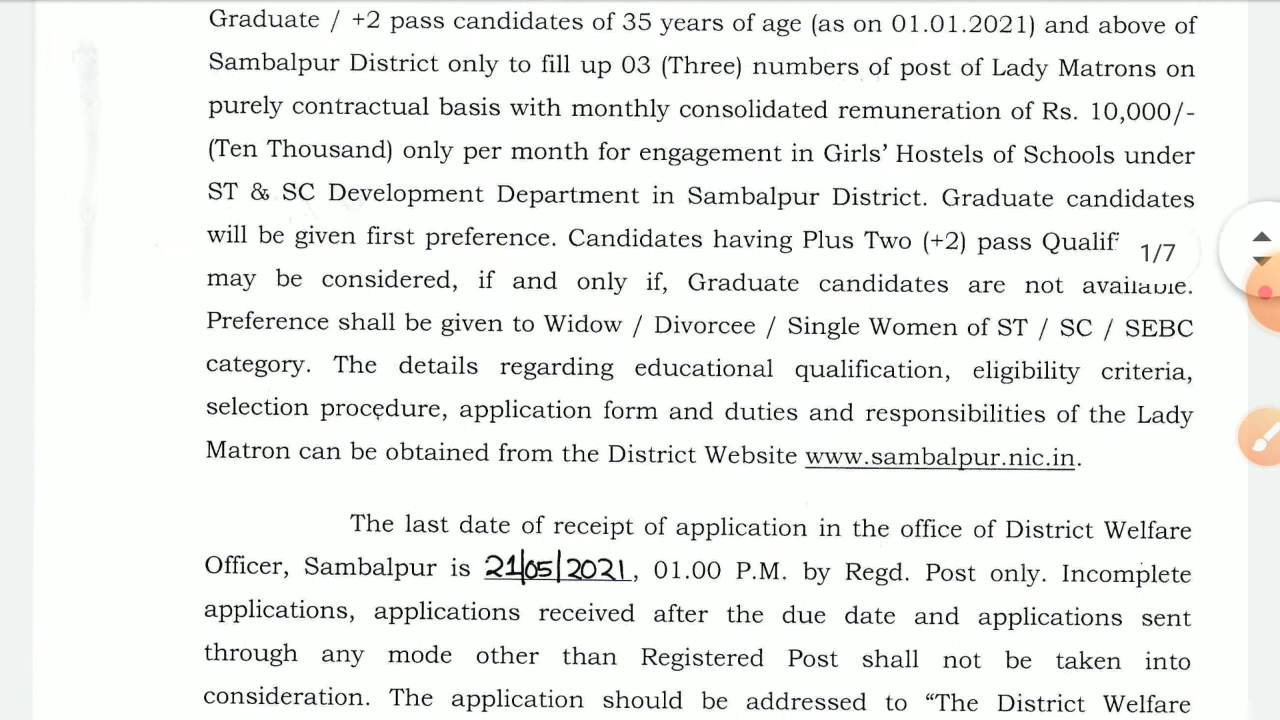 Graduate / +2 pass candidates of 35 years of age (as on 01.01.2021) and above of
Sambalpur District only to fill up 03 (Three) numbers of post of Lady Matrons on
purely contractual basis with monthly consolidated remuneration of Rs. 10,000/-
(Ten Thousand) only per month for engagement in Girls' Hostels of Schools under
ST & SC Development Department in Sambalpur District. Graduate candidates
will be given first preference. Candidates having Plus Two (+2) pass Qualif
1/7
may be considered, if and only if, Graduate candidates are not available.
Preference shall be given to Widow / Divorcee / Single Women of ST / SC / SEBC
category. The details regarding educational qualification, eligibility criteria,
selection procedure, application form and duties and responsibilities of the Lady
Matron can be obtained from the District Website www.sambalpur.nic.in.
The last date of receipt of application in the office of District Welfare
Officer, Sambalpur is 21/05/2021, 01.00 P.M. by Regd. Post only. Incomplete
applications, applications received after the due date and applications sent
through any mode other than Registered Post shall not be taken into
consideration. The application should be addressed to “The District Welfare